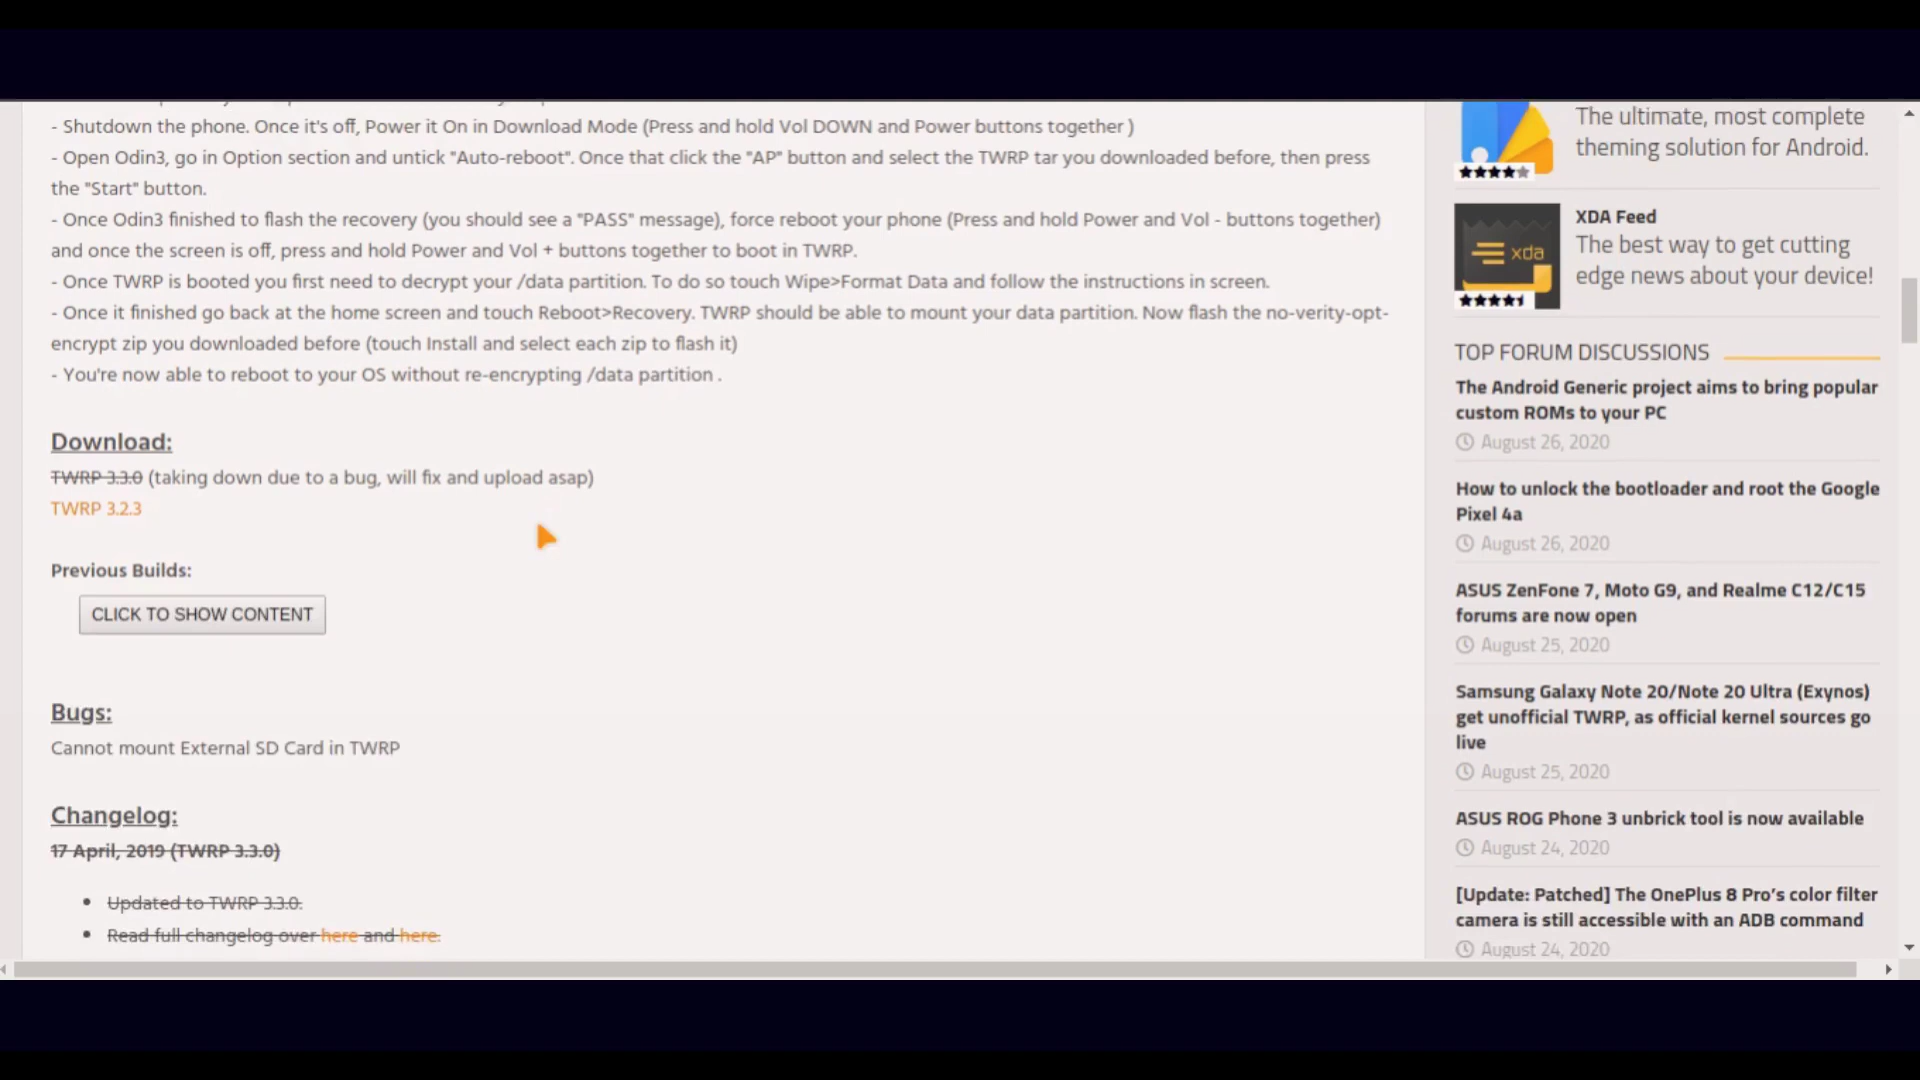 - Shutdown the phone. Once it's off, Power it On in Download Mode (Press and hold Vol DOWN and Power buttons together )
- Open Odin3, go in Option section and untick "Auto-reboot". Once that click the "AP" button and select the TWRP tar you downloaded before, then press
the "Start" button.
- Once Odin3 finished to flash the recovery (you should see a "PASS" message), force reboot your phone (Press and hold Power and Vol - buttons together)
and once the screen is off, press and hold Power and Vol + buttons together to boot in TWRP.
- Once TWRP is booted you first need to decrypt your /data partition. To do so touch Wipe>Format Data and follow the instructions in screen.
- Once it finished go back at the home screen and touch Reboot>Recovery. TWRP should be able to mount your data partition. Now flash the no-verity-opt-
encrypt zip you downloaded before (touch Install and select each zip to flash it)
- You're now able to reboot to your OS without re-encrypting /data partition .
Download:
TWRP 3.3.0 (taking down due to a bug, will fix and upload asap)
TWRP 3.2.3
Previous Builds:
CLICK TO SHOW CONTENT
Bugs:
Cannot mount External SD Card in TWRP
Changelog:
17 April, 2019 (TWRP 3.3.0)
Updated to TWRP 3.3.0.
Read full changelog over here and here.
The ultimate, most complete
theming solution for Android.
xda
XDA Feed
The best way to get cutting
edge news about your device!
TOP FORUM DISCUSSIONS
The Android Generic project aims to bring popular
custom ROMs to your PC
August 26, 2020
How to unlock the bootloader and root the Google
Pixel 4a
August 26, 2020
ASUS ZenFone 7, Moto G9, and Realme C12/C15
forums are now open
August 25, 2020
Samsung Galaxy Note 20/Note 20 Ultra (Exynos)
get unofficial TWRP, as official kernel sources go
live
August 25, 2020
ASUS ROG Phone 3 unbrick tool is now available
August 24, 2020
[Update: Patched] The OnePlus 8 Pro's color filter
camera is still accessible with an ADB command
August 24, 2020